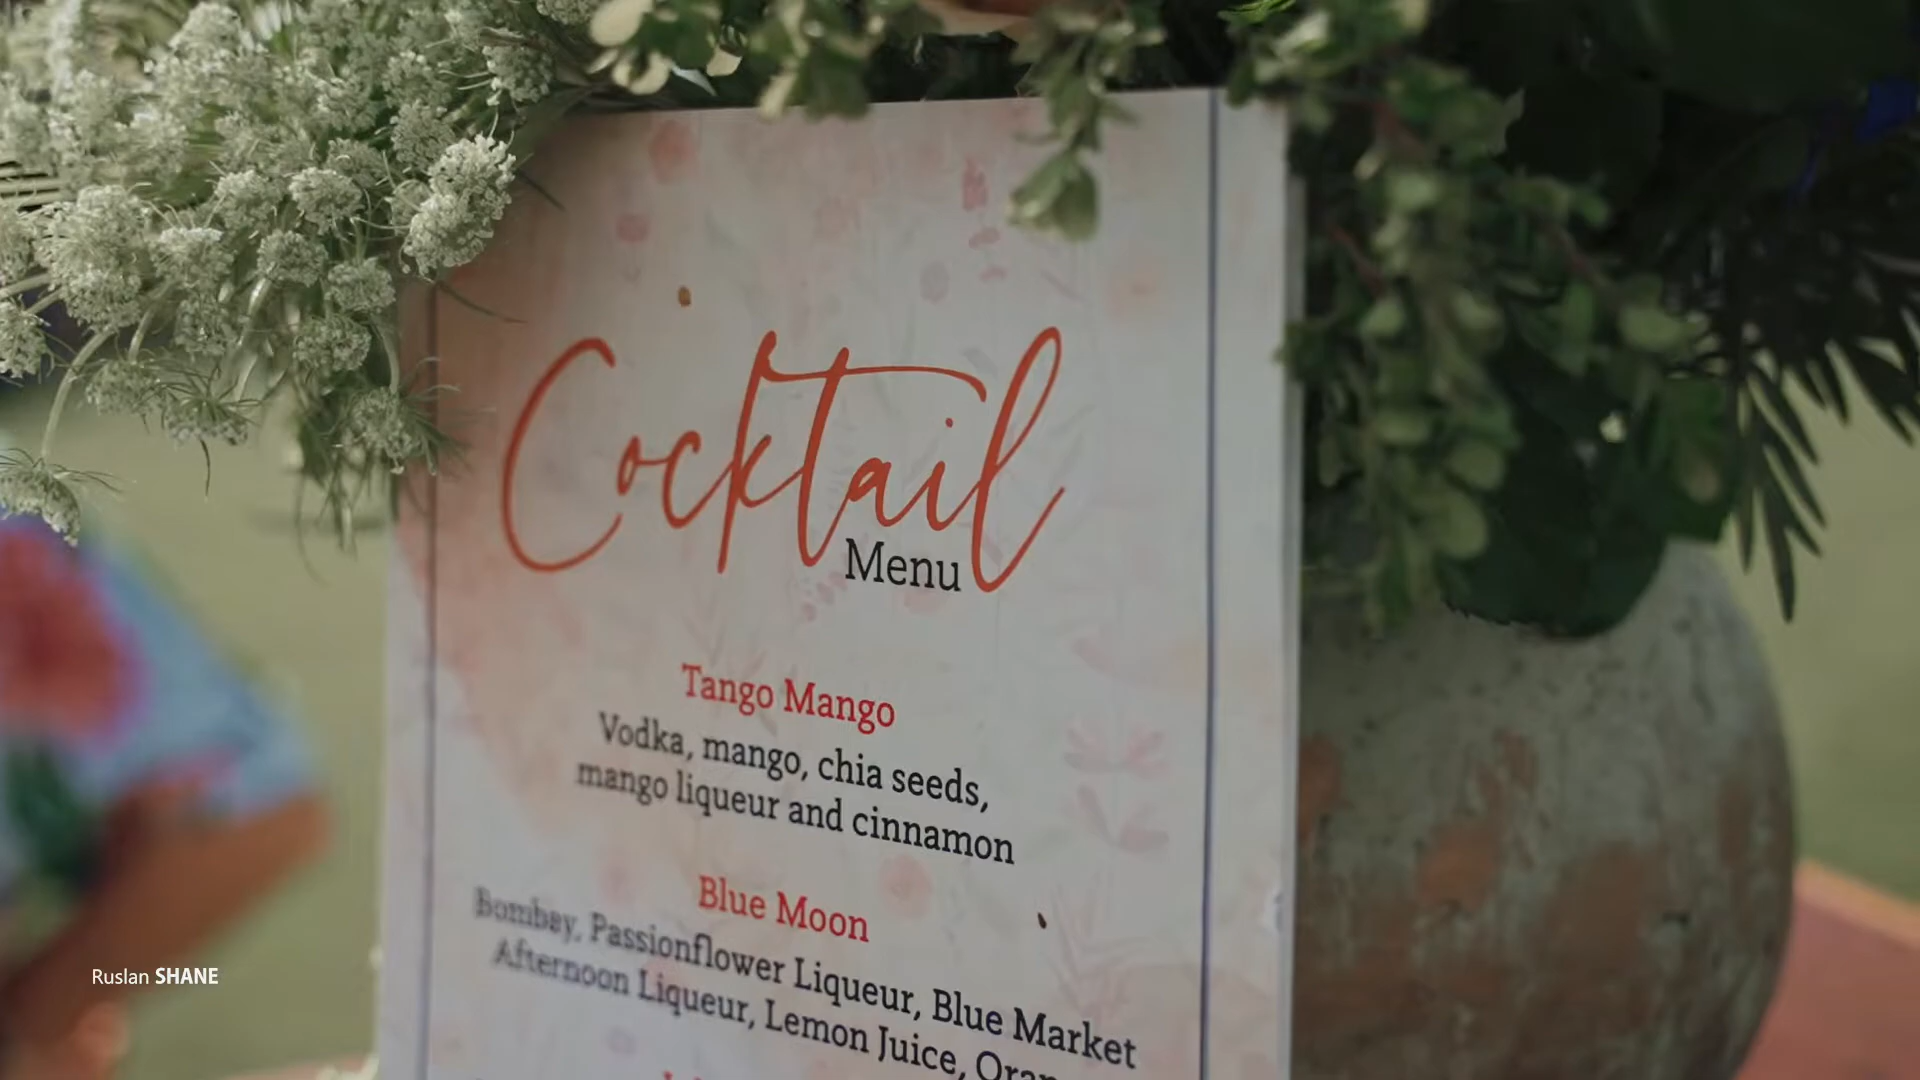 Cocktail
Menu
Tango Mango
Vodka, mango, chia seeds,
mango liqueur and cinnamon
Blue Moon
Bombay, Passionflower Liqueur, Blue Market
Afternoon Liqueur, Lemon Juice,
Ruslan SHANE